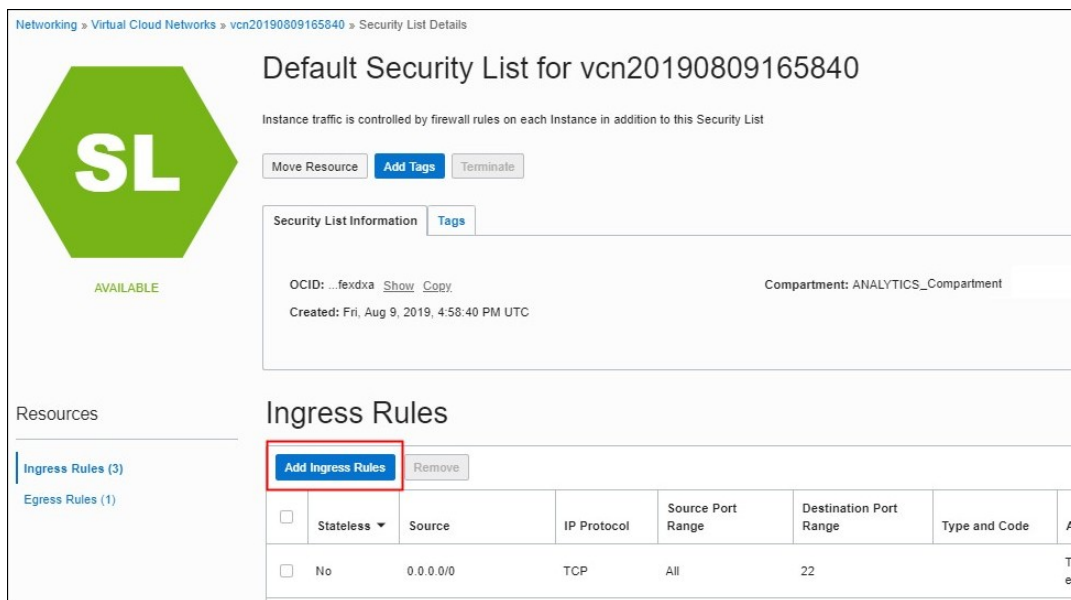 Networking » Virtual Cloud Networks » vcn20190809165840 » Security List Details
SL
AVAILABLE
Default Security List for vcn20190809165840
Instance traffic is controlled by firewall rules on each Instance in addition to this Security List
Move Resource Add Tags Terminate
Security List Information Tags
OCID: ...fexdxa Show Copy
Created: Fri, Aug 9, 2019, 4:58:40 PM UTC
Compartment: ANALYTICS_Compartment
Resources
Ingress Rules (3)
Egress Rules (1)
Ingress Rules
Add Ingress Rules Remove
Stateless Source IP Protocol Source Port Range Destination Port Range Type and Code
No 0.0.0.0/0 TCP All 22